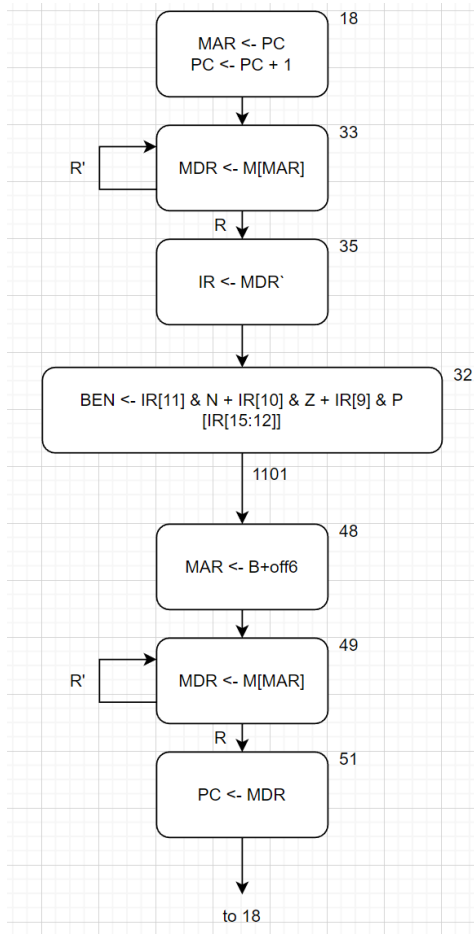 18
MAR <- PC
PC <- PC + 1
33
R'
MDR <- M[MAR]
R
35
IR <- MDR`
32
BEN <- IR[11] & N + IR[10] & Z + IR[9] & P
[IR[15:12]]
1101
48
MAR <- B+off6
49
R'
MDR <- M[MAR]
R
51
PC <- MDR
to 18